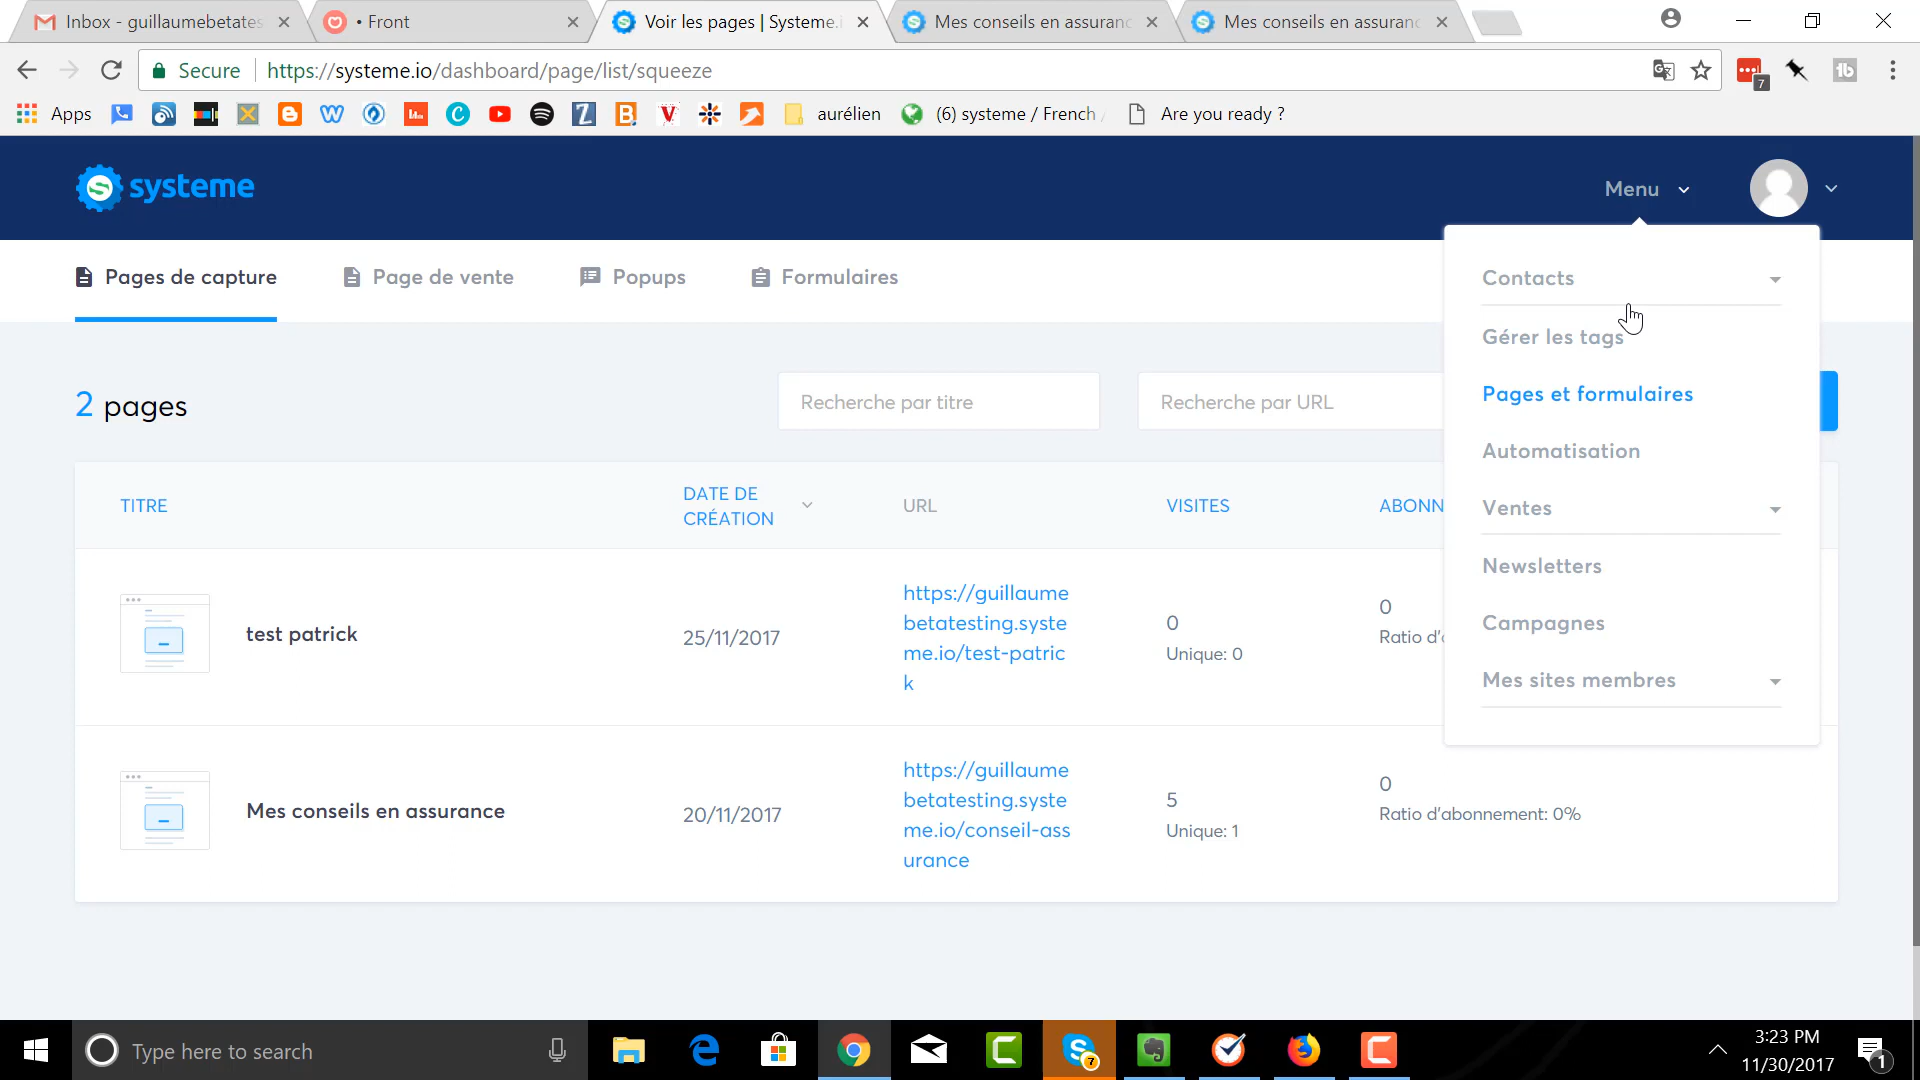 Inbox - guillaumebetates
• Front
Voir les pages | Systeme.i
Mes conseils en assuranc
Mes conseils en assuranc
Secure
https://systeme.io/dashboard/page/list/squeeze
7
Apps
aurélien
(6) systeme / French /
Are you ready ?
systeme
Menu
Pages de capture
Page de vente
Popups
Formulaires
Contacts
Gérer les tags
Pages et formulaires
Automatisation
Ventes
Newsletters
Campagnes
Mes sites membres
2 pages
Recherche par titre
Recherche par URL
TITRE
DATE DE
CRÉATION
URL
VISITES
ABONN
test patrick
25/11/2017
https://guillaume
betatesting.syste
me.io/test-patric
k
0
Unique: 0
0
Ratio d'a
Mes conseils en assurance
20/11/2017
https://guillaume
betatesting.syste
me.io/conseil-ass
urance
5
Unique: 1
0
Ratio d'abonnement: 0%
Type here to search
7
3:23 PM
11/30/2017
1